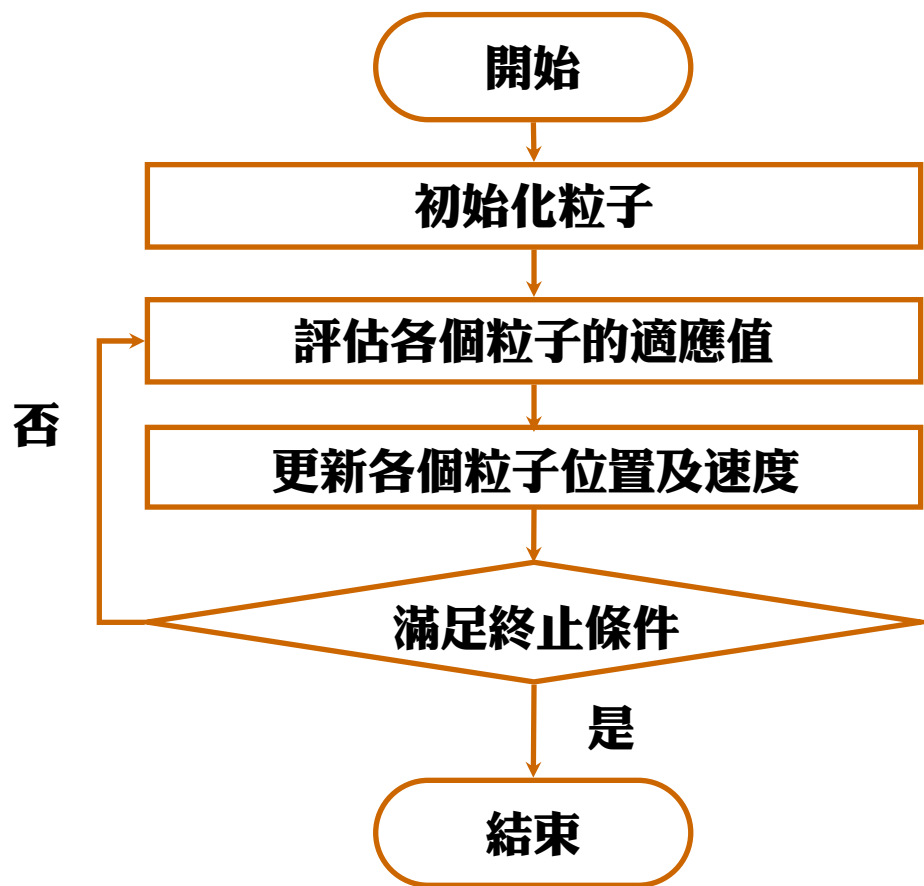 開始
初始化粒子
評估各個粒子的適應值
否
更新各個粒子位置及速度
滿足終止條件
是
結束